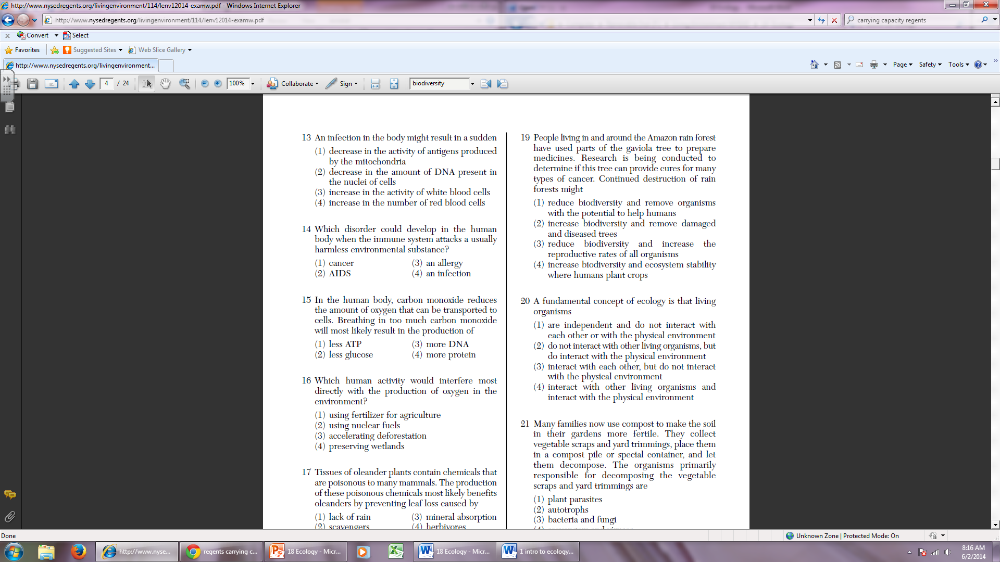 http://www.nysedregents.org/livingenvironment/114/lenv12014-examw.pdf - Windows Internet Explorer
http://www.nysedregents.org/livingenvironment/114/lenv12014-examw.pdf
carrying capacity regents
x Convert Select
Favorites Suggested Sites Web Slice Gallery
http://www.nysedregents.org/livingenvironment...
Page Safety Tools
4 / 24 100% Collaborate Sign biodiversity
13 An infection in the body might result in a sudden
(1) decrease in the activity of antigens produced
by the mitochondria
(2) decrease in the amount of DNA present in
the nuclei of cells
(3) increase in the activity of white blood cells
(4) increase in the number of red blood cells
14 Which disorder could develop in the human
body when the immune system attacks a usually
harmless environmental substance?
(1) cancer (3) an allergy
(2) AIDS (4) an infection
15 In the human body, carbon monoxide reduces
the amount of oxygen that can be transported to
cells. Breathing in too much carbon monoxide
will most likely result in the production of
(1) less ATP (3) more DNA
(2) less glucose (4) more protein
16 Which human activity would interfere most
directly with the production of oxygen in the
environment?
(1) using fertilizer for agriculture
(2) using nuclear fuels
(3) accelerating deforestation
(4) preserving wetlands
17 Tissues of oleander plants contain chemicals that
are poisonous to many mammals. The production
of these poisonous chemicals most likely benefits
oleanders by preventing leaf loss caused by
(1) lack of rain (3) mineral absorption
(2) scavengers (4) herbivores
19 People living in and around the Amazon rain forest
have used parts of the gaviola tree to prepare
medicines. Research is being conducted to
determine if this tree can provide cures for many
types of cancer. Continued destruction of rain
forests might
(1) reduce biodiversity and remove organisms
with the potential to help humans
(2) increase biodiversity and remove damaged
and diseased trees
(3) reduce biodiversity and increase the
reproductive rates of all organisms
(4) increase biodiversity and ecosystem stability
where humans plant crops
20 A fundamental concept of ecology is that living
organisms
(1) are independent and do not interact with
each other or with the physical environment
(2) do not interact with other living organisms, but
do interact with the physical environment
(3) interact with each other, but do not interact
with the physical environment
(4) interact with other living organisms and
interact with the physical environment
21 Many families now use compost to make the soil
in their gardens more fertile. They collect
vegetable scraps and yard trimmings, place them
in a compost pile or special container, and let
them decompose. The organisms primarily
responsible for decomposing the vegetable
scraps and yard trimmings are
(1) plant parasites
(2) autotrophs
(3) bacteria and fungi
Done
Unknown Zone | Protected Mode: On
http://www.nyse... regents carrying c... 18 Ecology - Micr... 18 Ecology - Micr... 1 intro to ecology...
8:16 AM
6/2/2014